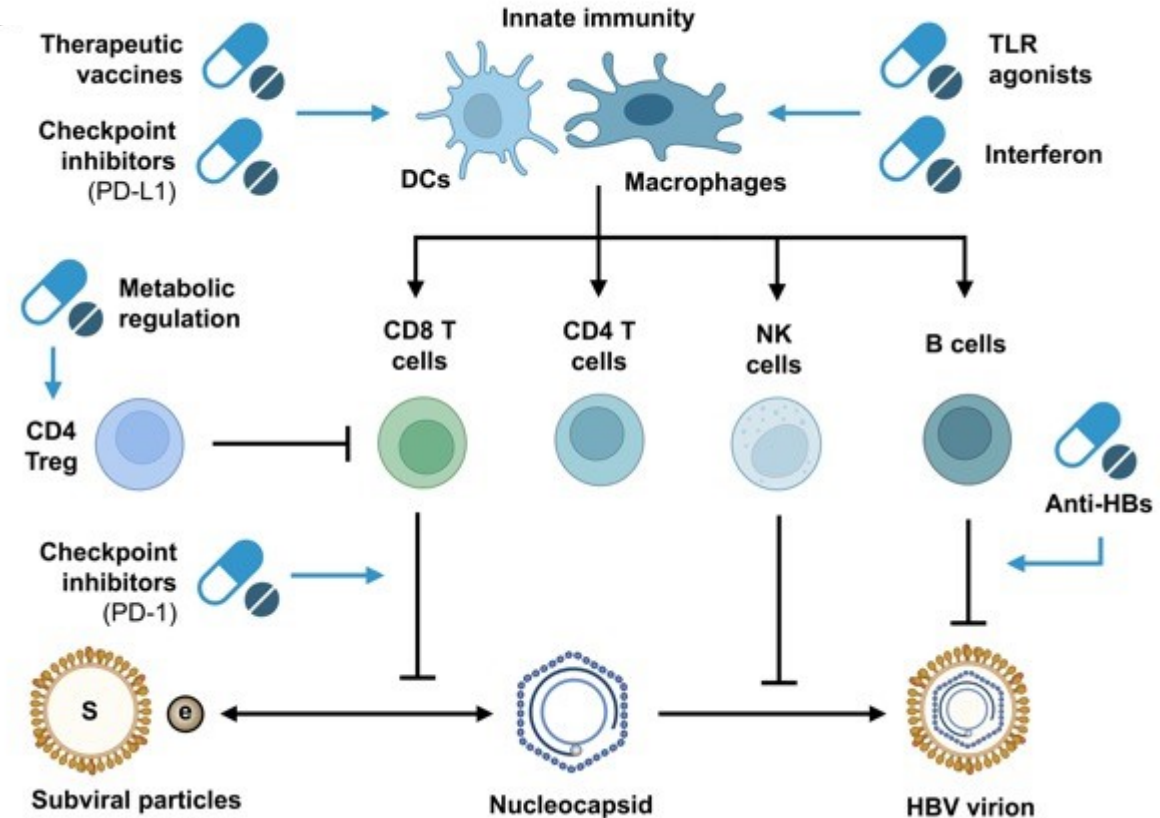 Innate immunity
Therapeutic
vaccines
Checkpoint
inhibitors
(PD-L1)
DCs
Macrophages
TLR
agonists
Interferon
Metabolic
regulation
CD8 T
cells
CD4 T
cells
NK
cells
B cells
CD4
Treg
Anti-HBs
Checkpoint
inhibitors
(PD-1)
S
e
Subviral particles
Nucleocapsid
HBV virion